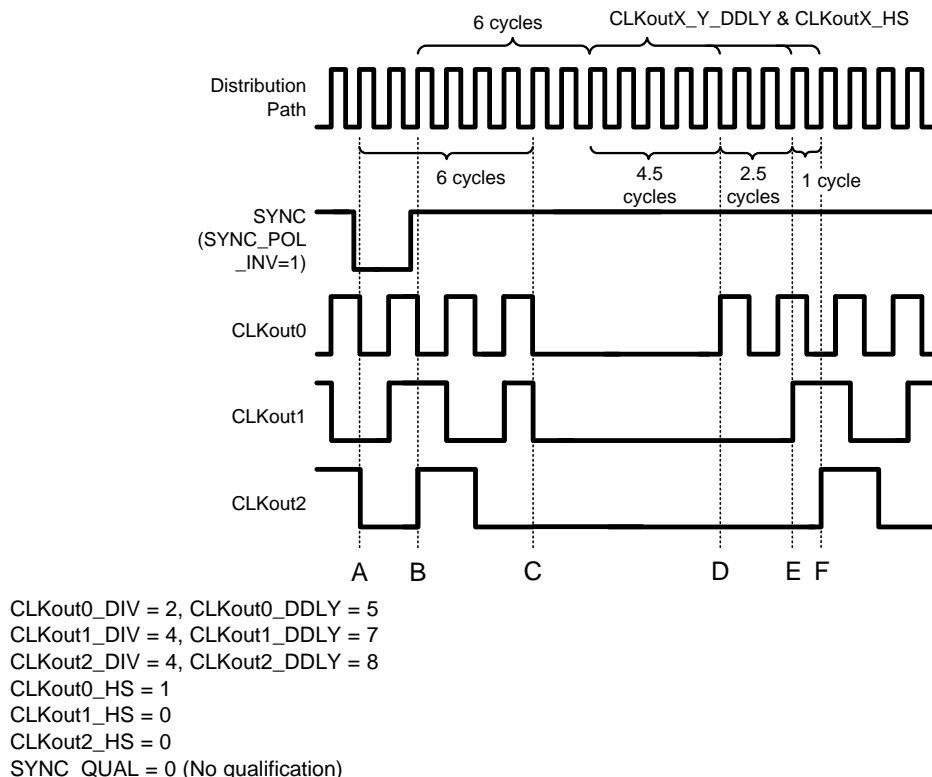 6 cycles
CLKoutX_Y_DDLY & CLKoutX_HS
Distribution
Path
6 cycles
4.5
cycles
2.5
cycles
1 cycle
SYNC
(SYNC_POL
_INV=1)
CLKout0
CLKout1
CLKout2
A B C D E F
CLKout0_DIV = 2, CLKout0_DDLY = 5
CLKout1_DIV = 4, CLKout1_DDLY = 7
CLKout2_DIV = 4, CLKout2_DDLY = 8
CLKout0_HS = 1
CLKout1_HS = 0
CLKout2_HS = 0
SYNC_QUAL = 0 (No qualification)